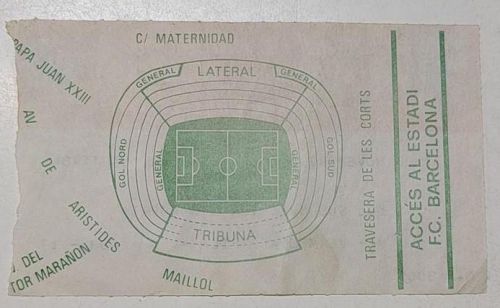 C/ MATERNIDAD
PAPA JUAN XXIII
GENERAL
LATERAL
GENERAL
AV DE ARISTIDES
MAILLOL
GOL NORD
GENERAL
GENERAL
GOL SUD
TRIBUNA
DEL
TOR MARAÑON
TRAVESERA DE LES CORTS
ACCÉS AL ESTADI
F.C. BARCELONA